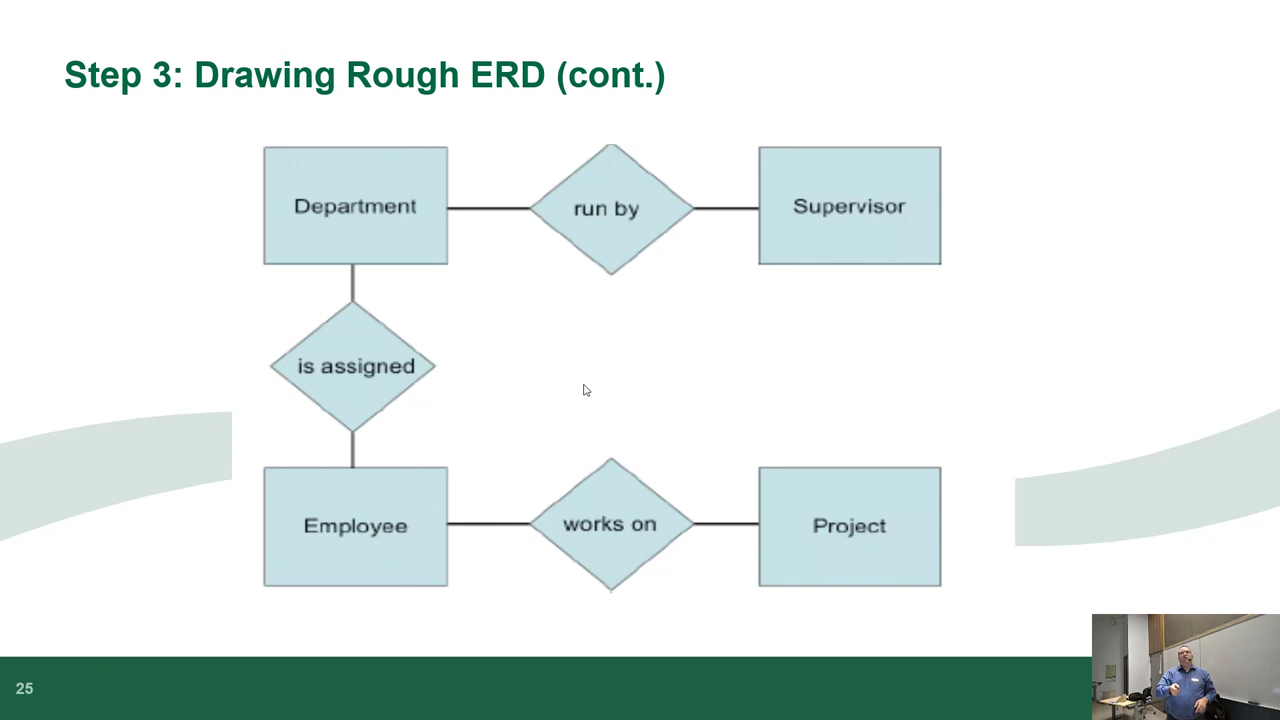 Step 3: Drawing Rough ERD (cont.)
Department
run by
Supervisor
is assigned
Employee
works on
Project
25